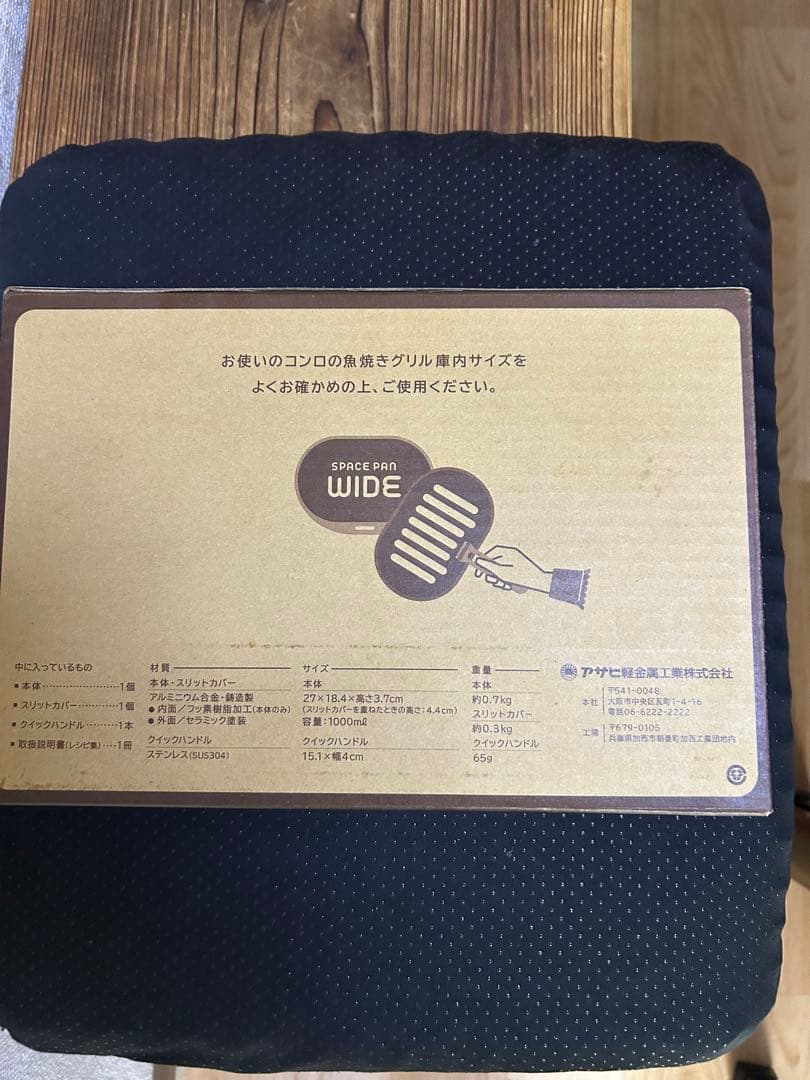 お使いのコンロの魚焼きグリル庫内サイズを
よくお確かめの上、ご使用ください。
SPACE PAN
WIDE
中に入っているもの
■本体……………………1個
■スリットカバー…………1個
■クイックハンドル………1本
■取扱説明書(レシピ集)…1冊
材質
本体・スリットカバー
アルミニウム合金・鋳造製
●内面/フッ素樹脂加工(本体のみ)
●外面/セラミック塗装
クイックハンドル
ステンレス(SUS304)
サイズ
本体
27×18.4×高さ3.7cm
(スリットカバーを重ねたときの高さ:4.4cm)
容量:1000mℓ
クイックハンドル
15.1×幅4cm
重量
本体
約0.7kg
スリットカバー
約0.3kg
クイックハンドル
65g
アサヒ軽金属工業株式会社
本社
〒541-0048
大阪市中央区瓦町1-4-16
電話06-6222-2222
工場
〒679-0105
兵庫県加西市朝妻町加西工業団地内